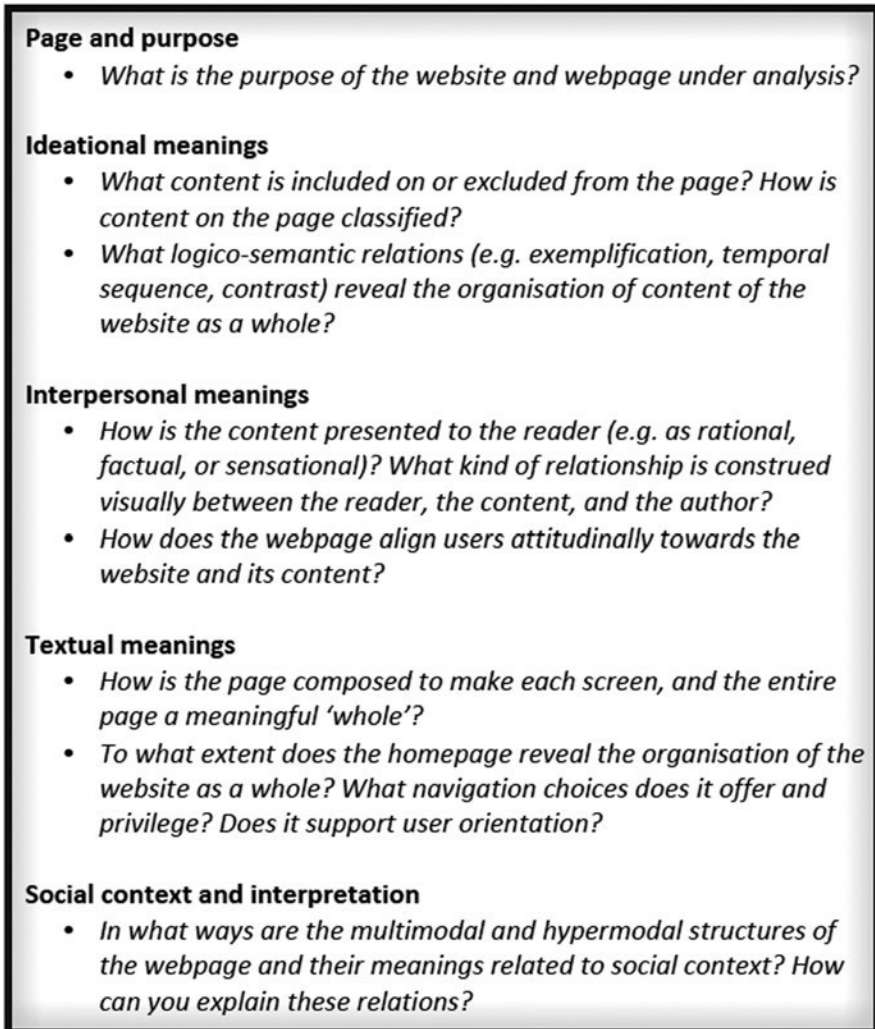 Page and purpose
• What is the purpose of the website and webpage under analysis?
Ideational meanings
• What content is included on or excluded from the page? How is
content on the page classified?
• What logico-semantic relations (e.g. exemplification, temporal
sequence, contrast) reveal the organisation of content of the
website as a whole?
Interpersonal meanings
• How is the content presented to the reader (e.g. as rational,
factual, or sensational)? What kind of relationship is construed
visually between the reader, the content, and the author?
• How does the webpage align users attitudinally towards the
website and its content?
Textual meanings
• How is the page composed to make each screen, and the entire
page a meaningful ‘whole’?
• To what extent does the homepage reveal the organisation of the
website as a whole? What navigation choices does it offer and
privilege? Does it support user orientation?
Social context and interpretation
• In what ways are the multimodal and hypermodal structures of
the webpage and their meanings related to social context? How
can you explain these relations?